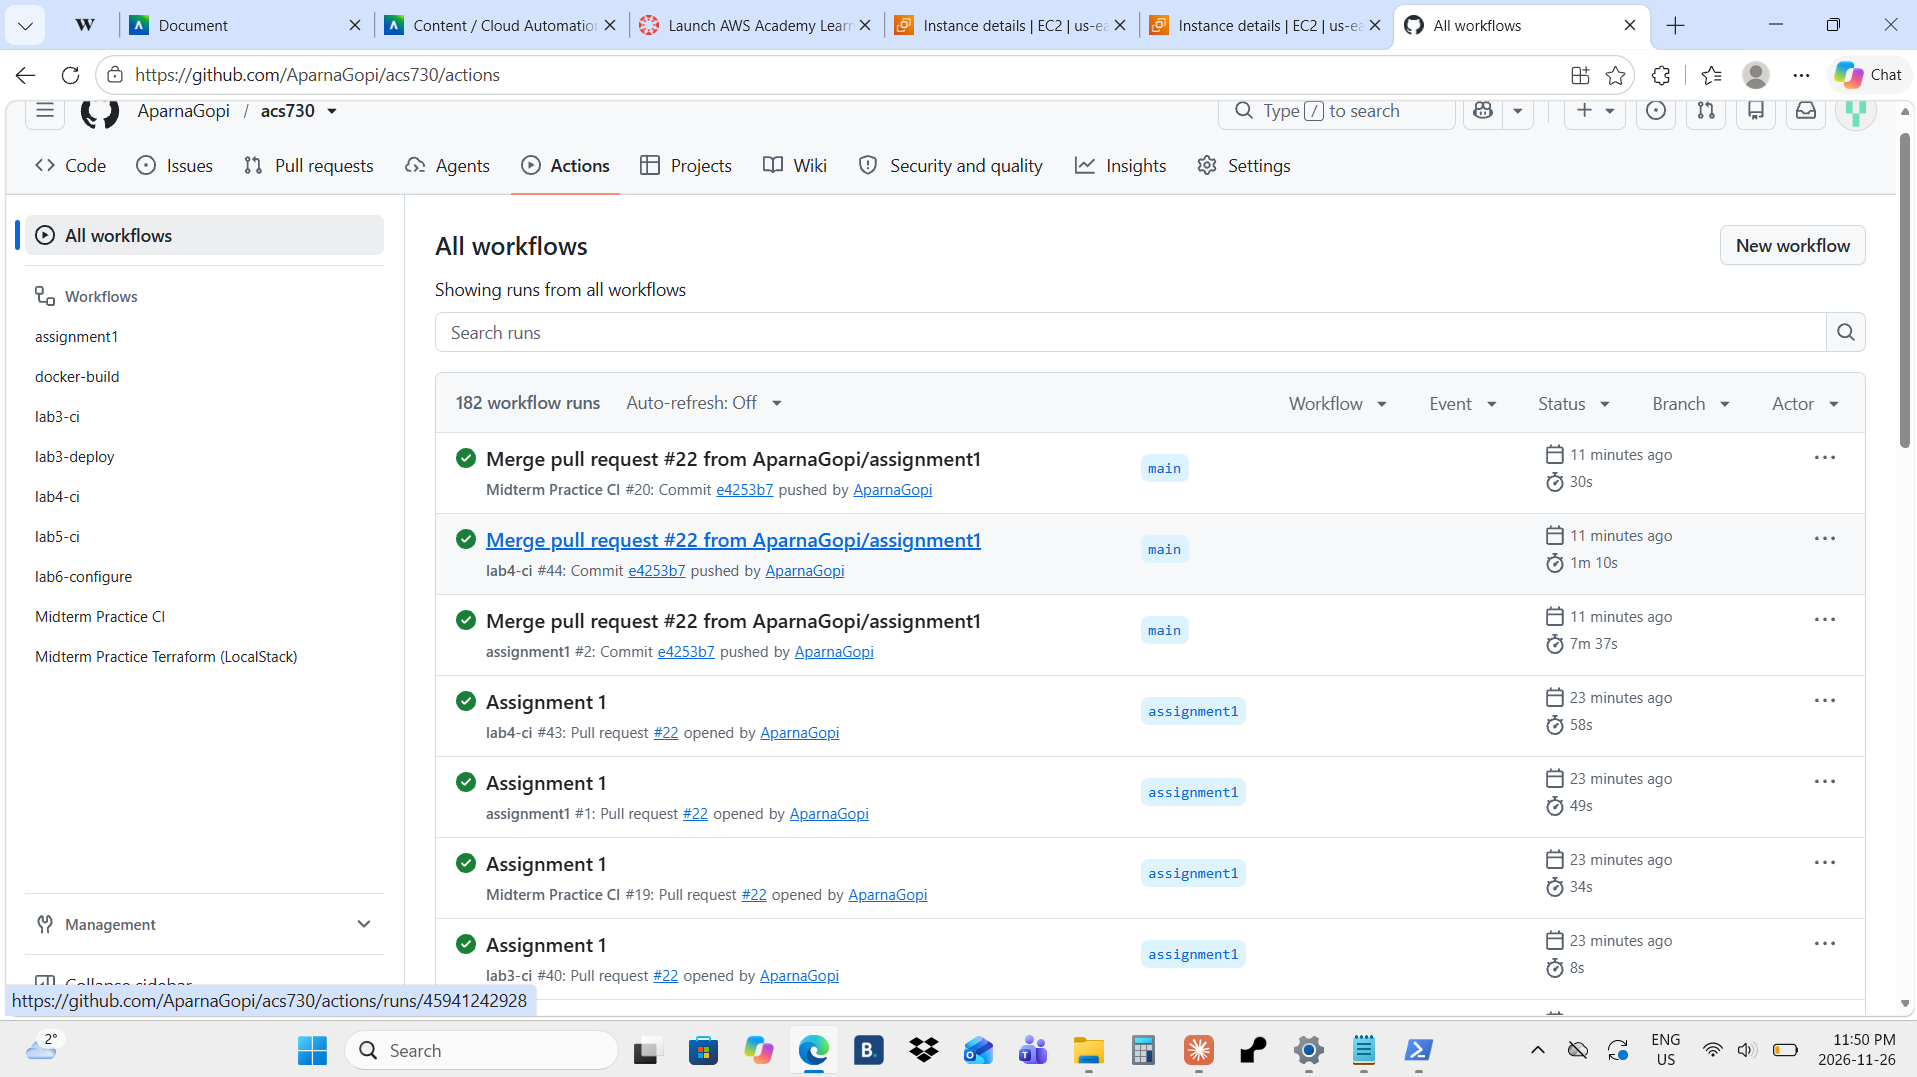 W
Document
Content / Cloud Automation
Launch AWS Academy Learn
Instance details | EC2 | us-ea
Instance details | EC2 | us-ea
All workflows
https://github.com/AparnaGopi/acs730/actions
Chat
AparnaGopi / acs730
Type / to search
Code
Issues
Pull requests
Agents
Actions
Projects
Wiki
Security and quality
Insights
Settings
All workflows
Workflows
assignment1
docker-build
lab3-ci
lab3-deploy
lab4-ci
lab5-ci
lab6-configure
Midterm Practice CI
Midterm Practice Terraform (LocalStack)
Management
Collapse sidebar
https://github.com/AparnaGopi/acs730/actions/runs/45941242928
All workflows
New workflow
Showing runs from all workflows
Search runs
182 workflow runs
Auto-refresh: Off
Workflow
Event
Status
Branch
Actor
Merge pull request #22 from AparnaGopi/assignment1
Midterm Practice CI #20: Commit e4253b7 pushed by AparnaGopi
main
11 minutes ago
30s
Merge pull request #22 from AparnaGopi/assignment1
lab4-ci #44: Commit e4253b7 pushed by AparnaGopi
main
11 minutes ago
1m 10s
Merge pull request #22 from AparnaGopi/assignment1
assignment1 #2: Commit e4253b7 pushed by AparnaGopi
main
11 minutes ago
7m 37s
Assignment 1
lab4-ci #43: Pull request #22 opened by AparnaGopi
assignment1
23 minutes ago
58s
Assignment 1
assignment1 #1: Pull request #22 opened by AparnaGopi
assignment1
23 minutes ago
49s
Assignment 1
Midterm Practice CI #19: Pull request #22 opened by AparnaGopi
assignment1
23 minutes ago
34s
Assignment 1
lab3-ci #40: Pull request #22 opened by AparnaGopi
assignment1
23 minutes ago
8s
2°
Search
B.
ENG
US
11:50 PM
2026-11-26